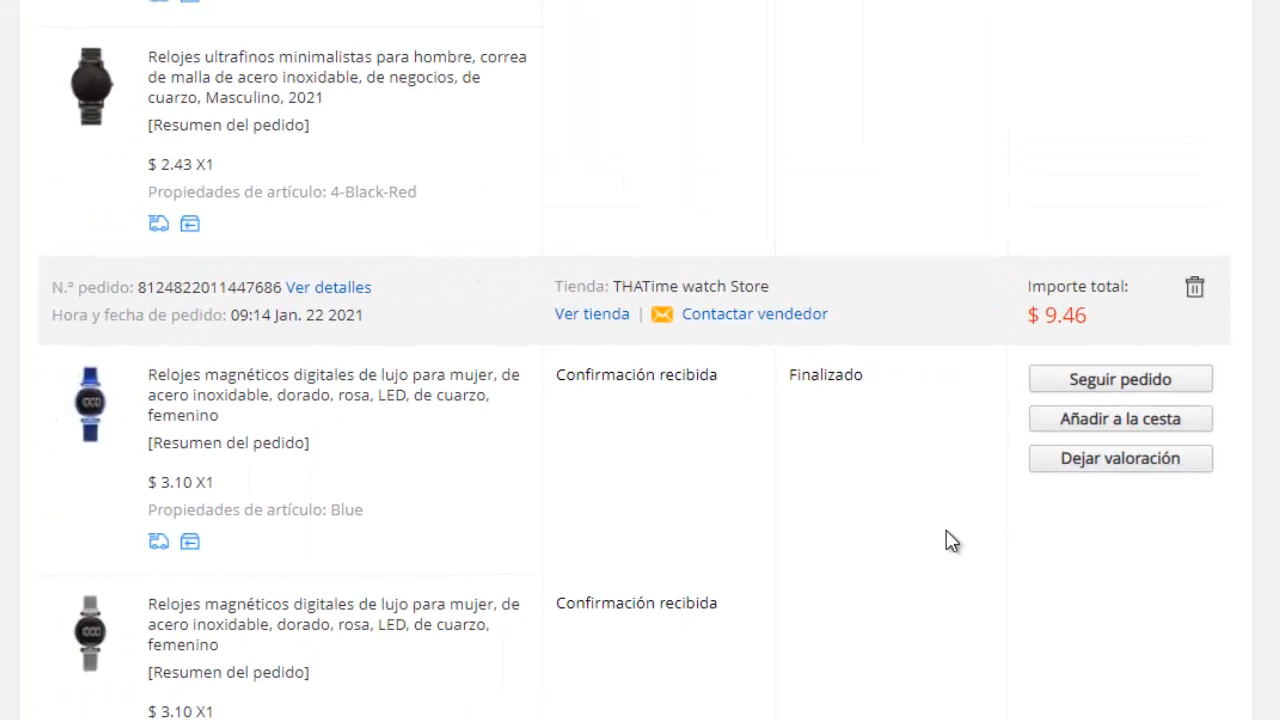 Relojes ultrafinos minimalistas para hombre, correa
de malla de acero inoxidable, de negocios, de
cuarzo, Masculino, 2021
[Resumen del pedido]
$ 2.43 X1
Propiedades de artículo: 4-Black-Red
N.º pedido: 8124822011447686 Ver detalles
Hora y fecha de pedido: 09:14 Jan. 22 2021
Tienda: THATime watch Store
Ver tienda | Contactar vendedor
Importe total:
$ 9.46
Relojes magnéticos digitales de lujo para mujer, de
acero inoxidable, dorado, rosa, LED, de cuarzo,
femenino
[Resumen del pedido]
$ 3.10 X1
Propiedades de artículo: Blue
Confirmación recibida
Finalizado
Seguir pedido
Añadir a la cesta
Dejar valoración
Relojes magnéticos digitales de lujo para mujer, de
acero inoxidable, dorado, rosa, LED, de cuarzo,
femenino
[Resumen del pedido]
$ 3.10 X1
Confirmación recibida